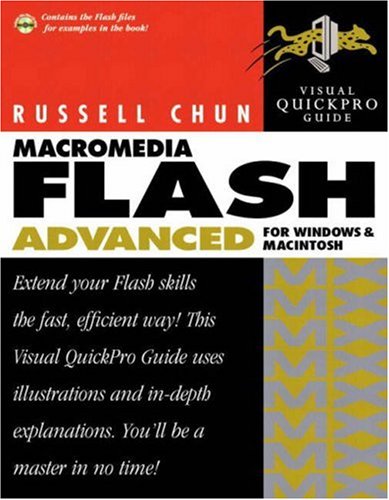 Contains the Flash files
for examples in the book!
VISUAL
QUICKPRO
GUIDE
RUSSELL CHUN
MACROMEDIA
FLASH
ADVANCED
FOR WINDOWS &
MACINTOSH
Extend your Flash skills
the fast, efficient way! This
Visual QuickPro Guide uses
illustrations and in-depth
explanations. You'll be a
master in no time!
MX